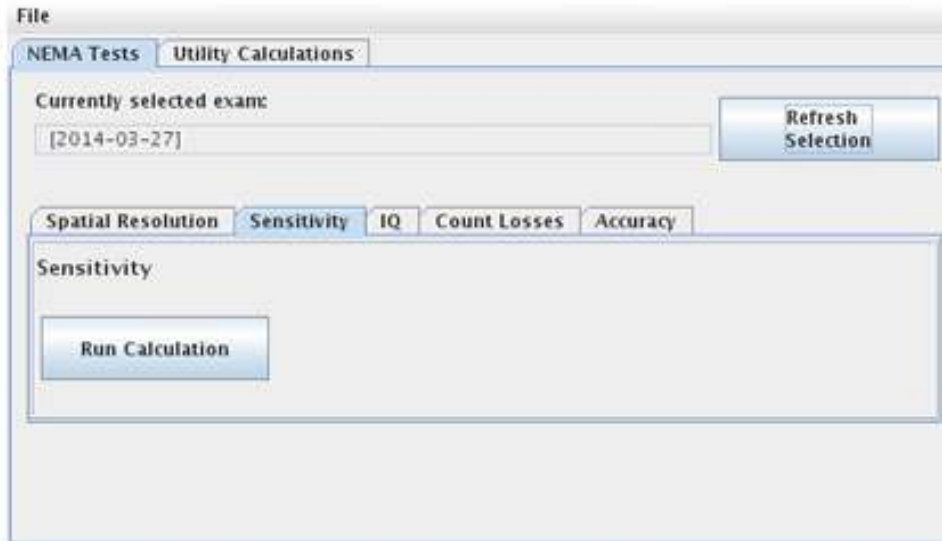 File
NEMA Tests Utility Calculations
Currently selected exam:
[2014-03-27]
Refresh
Selection
Spatial Resolution Sensitivity IQ Count Losses Accuracy
Sensitivity
Run Calculation